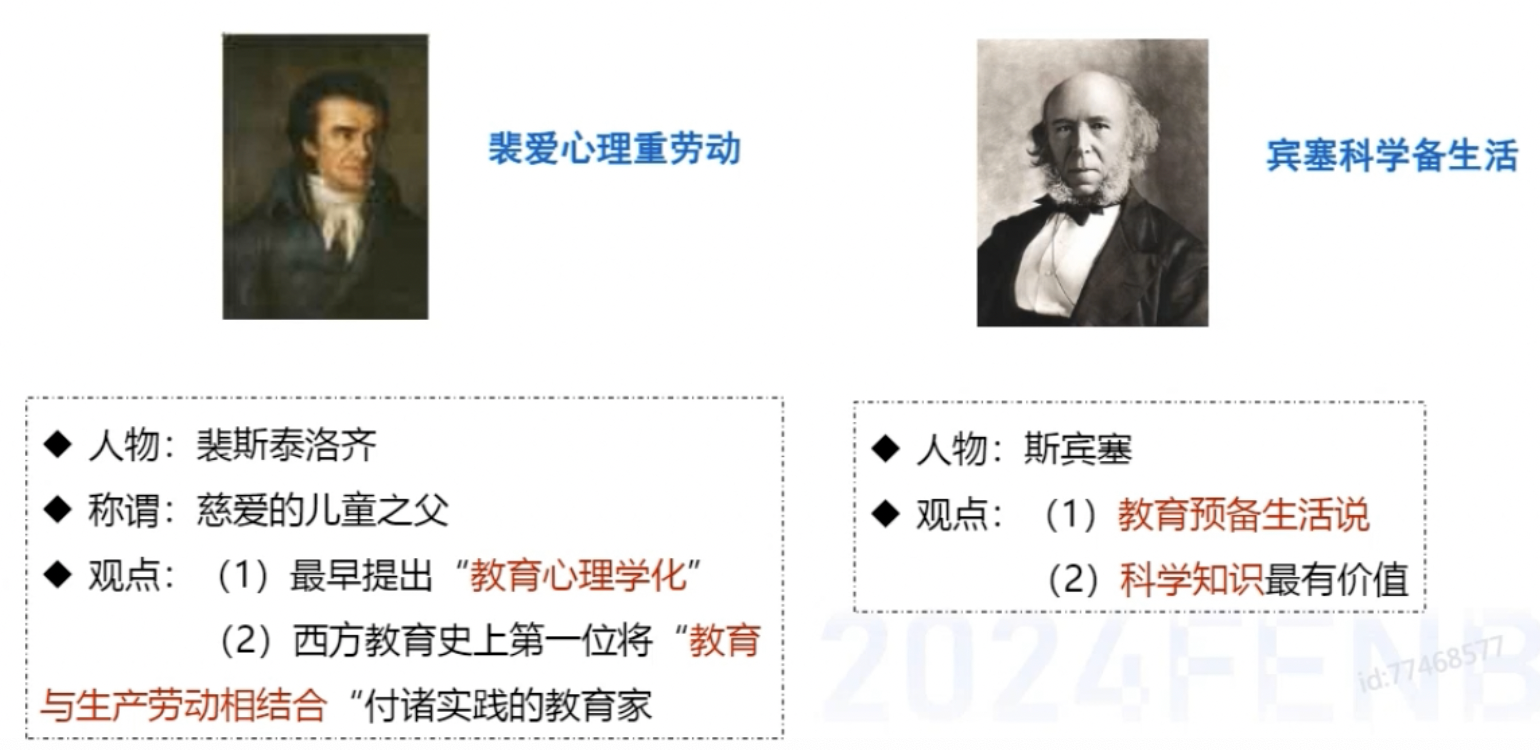 裴爱心理重劳动
宾塞科学备生活
◆ 人物：裴斯泰洛齐
◆ 称谓：慈爱的儿童之父
◆ 观点：（1）最早提出“教育心理学化”
（2）西方教育史上第一位将“教育
与生产劳动相结合“付诸实践的教育家
◆ 人物：斯宾塞
◆ 观点：（1）教育预备生活说
（2）科学知识最有价值
2024FENB
id:77468577